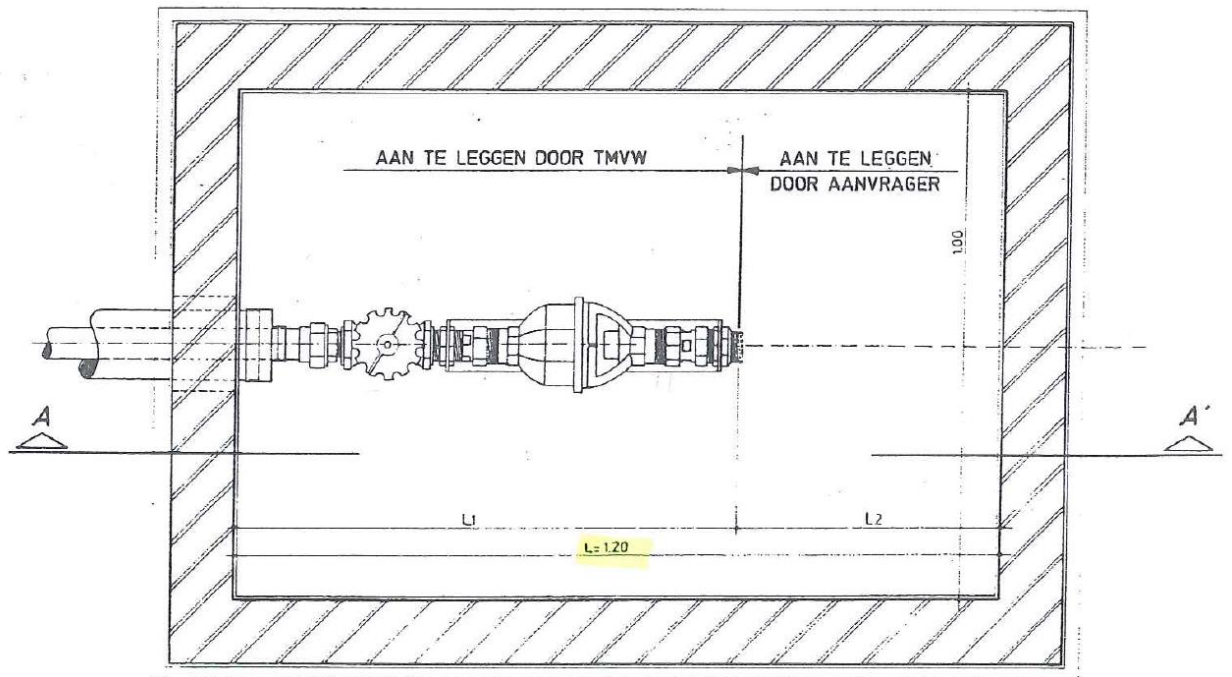 AAN TE LEGGEN DOOR TMVW
AAN TE LEGGEN
DOOR AANVRAGER
1.00
A
A'
L1
L2
L= 1.20